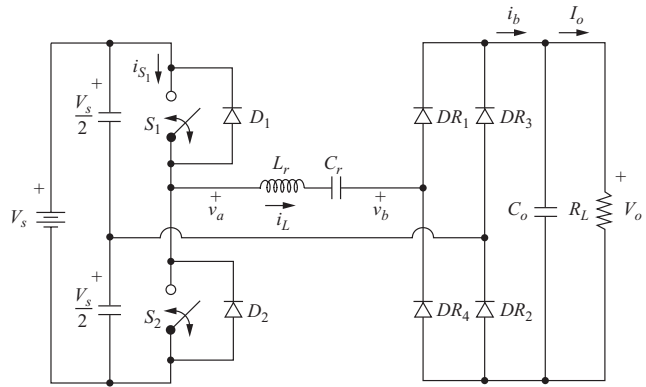 i_b
I_o
+
i_{S_1}
V_s/2
S_1
D_1
DR_1
DR_3
+
V_s
L_r
C_r
+
v_a
i_L
+
v_b
C_o
R_L
+
V_o
+
V_s/2
S_2
D_2
DR_4
DR_2